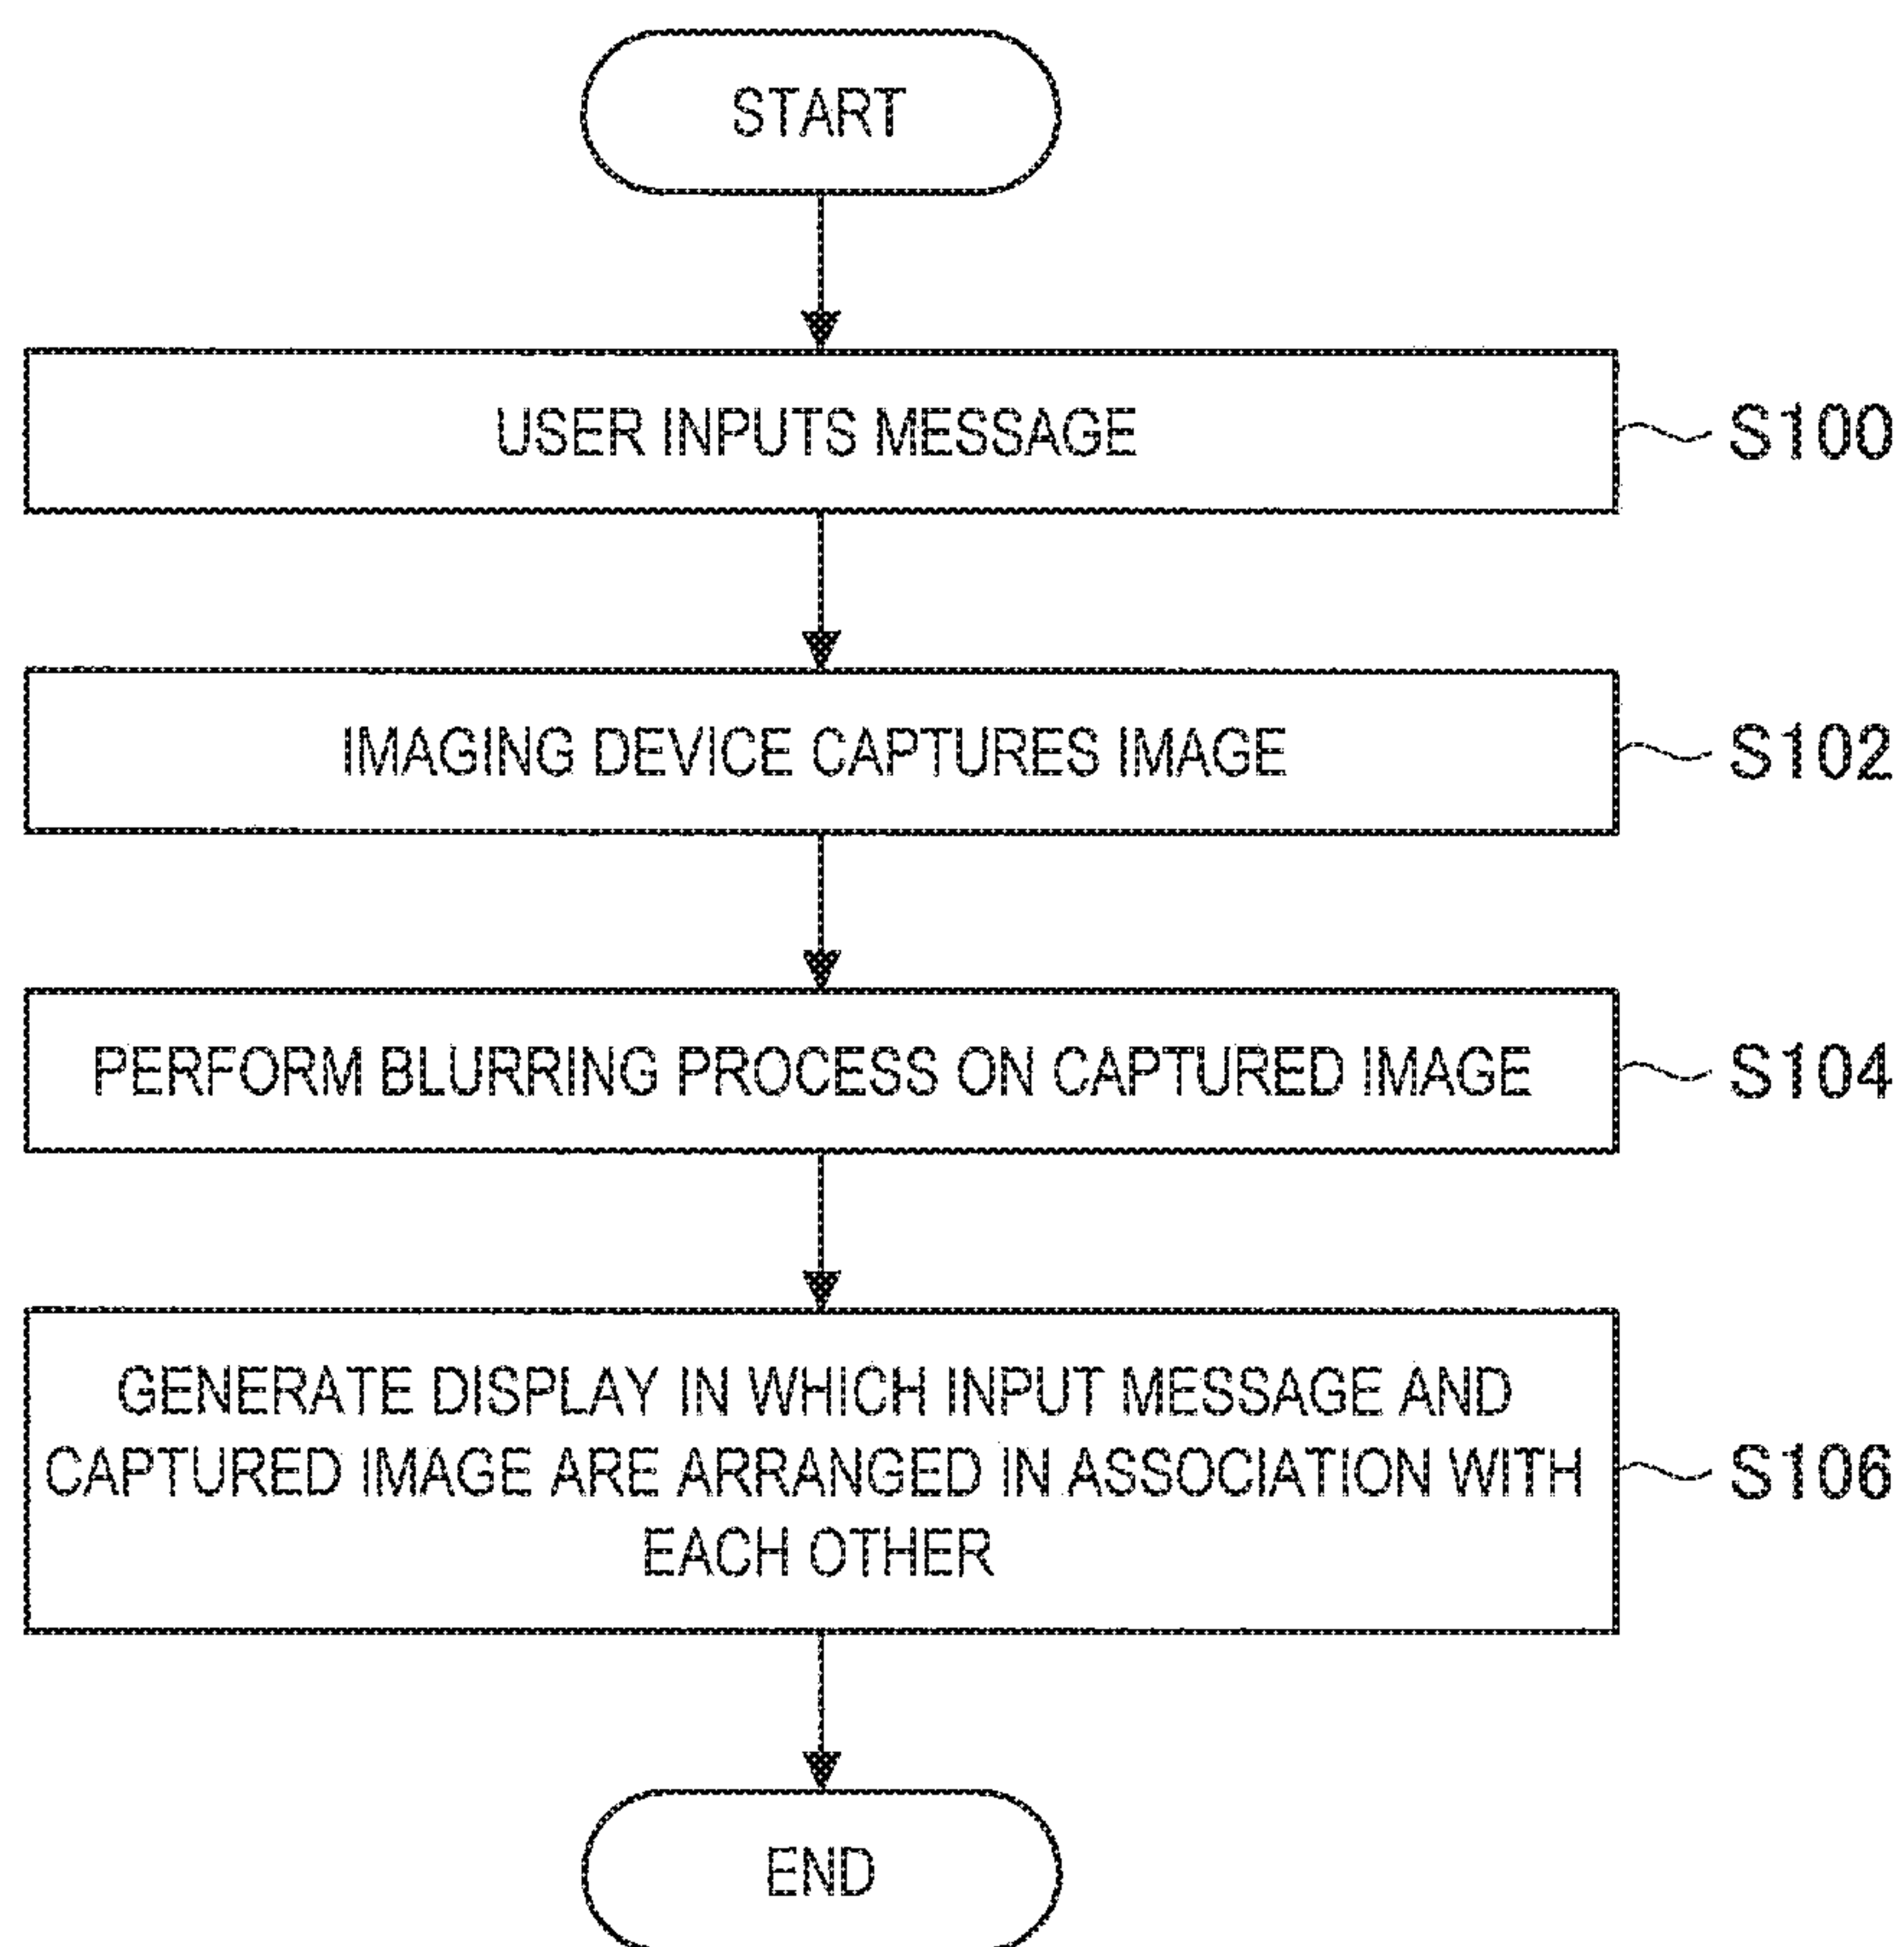 START
USER INPUTS MESSAGE
S100
IMAGING DEVICE CAPTURES IMAGE
S102
PERFORM BLURRING PROCESS ON CAPTURED IMAGE
S104
GENERATE DISPLAY IN WHICH INPUT MESSAGE AND
CAPTURED IMAGE ARE ARRANGED IN ASSOCIATION WITH
EACH OTHER
S106
END